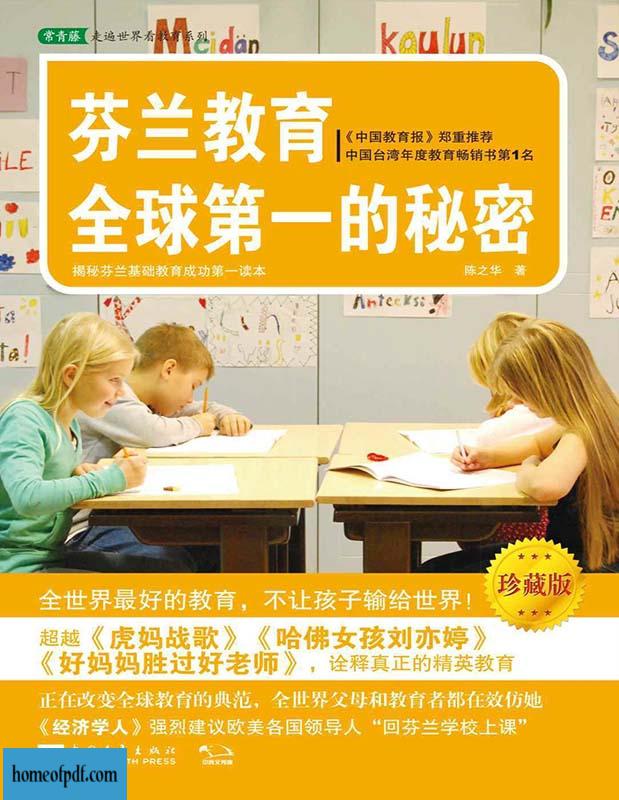 常青藤 走遍世界看教育系列
Meidän
kaulun
芬兰教育
《中国教育报》郑重推荐
中国台湾年度教育畅销书第1名
全球第一的秘密
揭秘芬兰基础教育成功第一读本
陈之华 著
Anteeksi!
珍藏版
全世界最好的教育，不让孩子输给世界！
超越《虎妈战歌》《哈佛女孩刘亦婷》
《好妈妈胜过好老师》，诠释真正的精英教育
正在改变全球教育的典范，全世界父母和教育者都在效仿她
《经济学人》强烈建议欧美各国领导人“回芬兰学校上课”
TH PRESS
homeofpdf.com